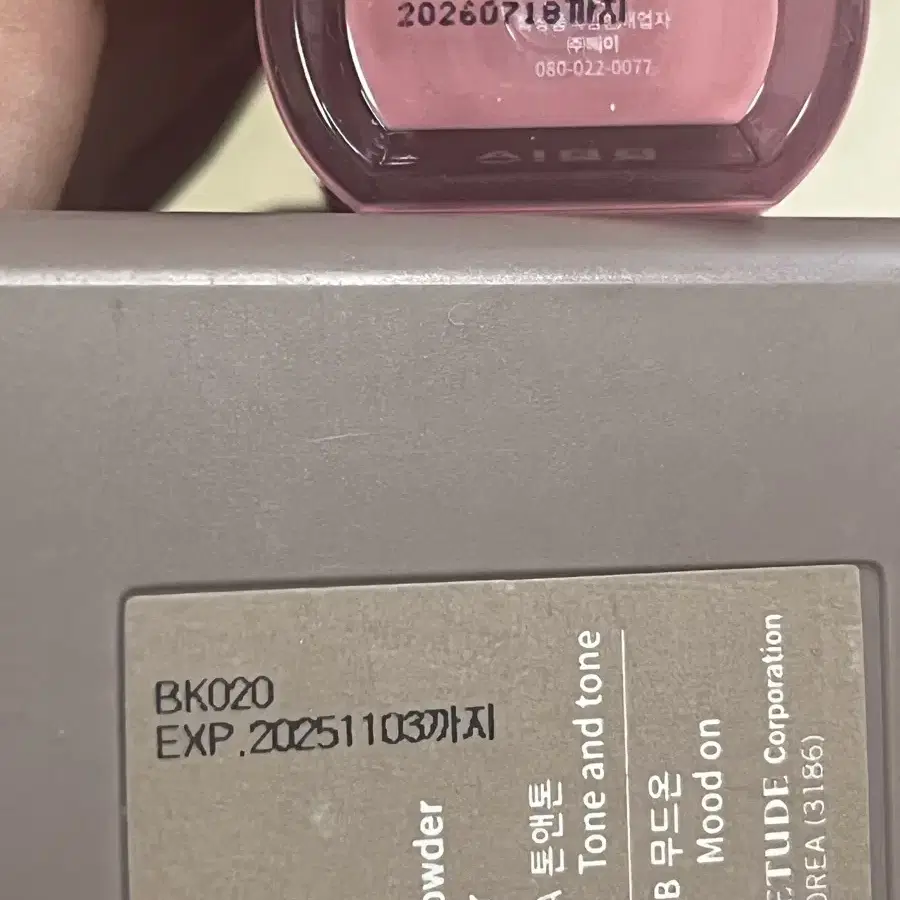 20260718까지
(주)빼이
080-022-0077
BK020
EXP.20251103까지
owder
A 톤앤톤
Tone and tone
B 무드온
Mood on
ETUDE Corporation
OREA (3186)